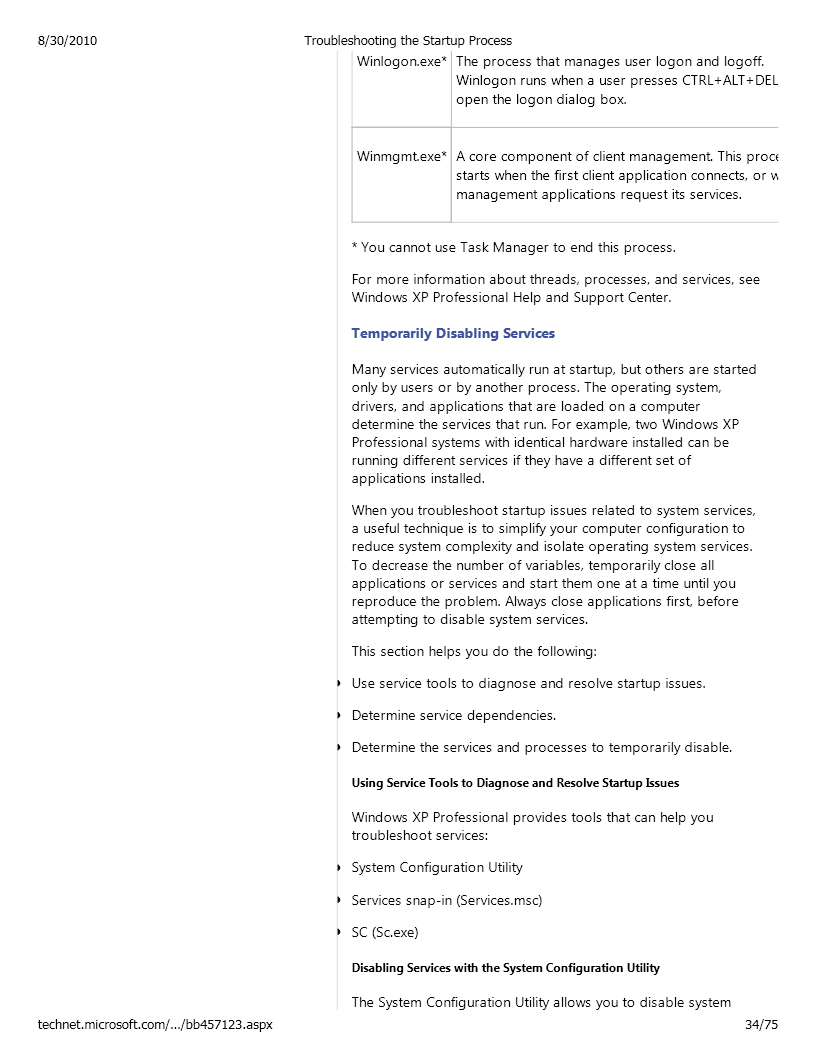 8/30/2010 Troubleshooting the Startup Process
Winlogon.exe* The process that manages user logon and logoff.
Winlogon runs when a user presses CTRL+ALT+DEL
open the logon dialog box.
Winmgmt.exe* A core component of client management. This proce
starts when the first client application connects, or w
management applications request its services.
* You cannot use Task Manager to end this process.
For more information about threads, processes, and services, see
Windows XP Professional Help and Support Center.
Temporarily Disabling Services
Many services automatically run at startup, but others are started
only by users or by another process. The operating system,
drivers, and applications that are loaded on a computer
determine the services that run. For example, two Windows XP
Professional systems with identical hardware installed can be
running different services if they have a different set of
applications installed.
When you troubleshoot startup issues related to system services,
a useful technique is to simplify your computer configuration to
reduce system complexity and isolate operating system services.
To decrease the number of variables, temporarily close all
applications or services and start them one at a time until you
reproduce the problem. Always close applications first, before
attempting to disable system services.
This section helps you do the following:
Use service tools to diagnose and resolve startup issues.
Determine service dependencies.
Determine the services and processes to temporarily disable.
Using Service Tools to Diagnose and Resolve Startup Issues
Windows XP Professional provides tools that can help you
troubleshoot services:
System Configuration Utility
Services snap-in (Services.msc)
SC (Sc.exe)
Disabling Services with the System Configuration Utility
The System Configuration Utility allows you to disable system
technet.microsoft.com/.../bb457123.aspx 34/75